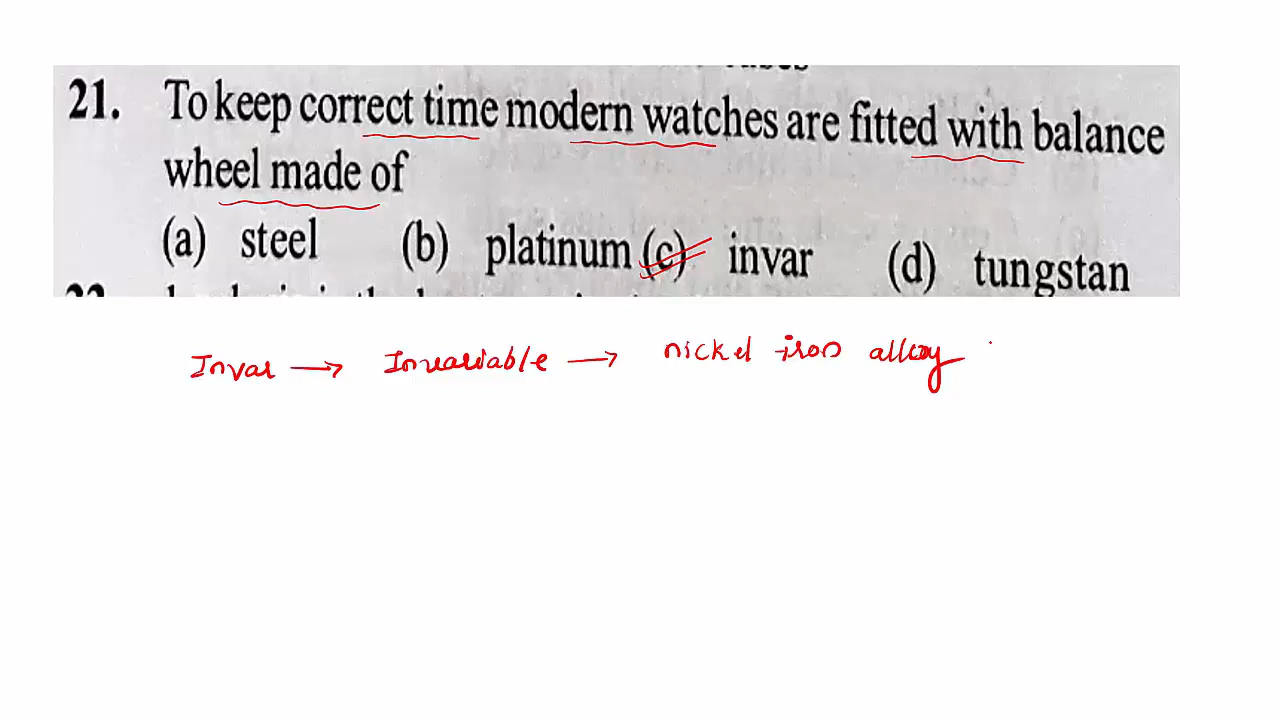 21. To keep correct time modern watches are fitted with balance
wheel made of
(a) steel (b) platinum (c) invar (d) tungstan
Invar → Invariable → nickel iron alloy